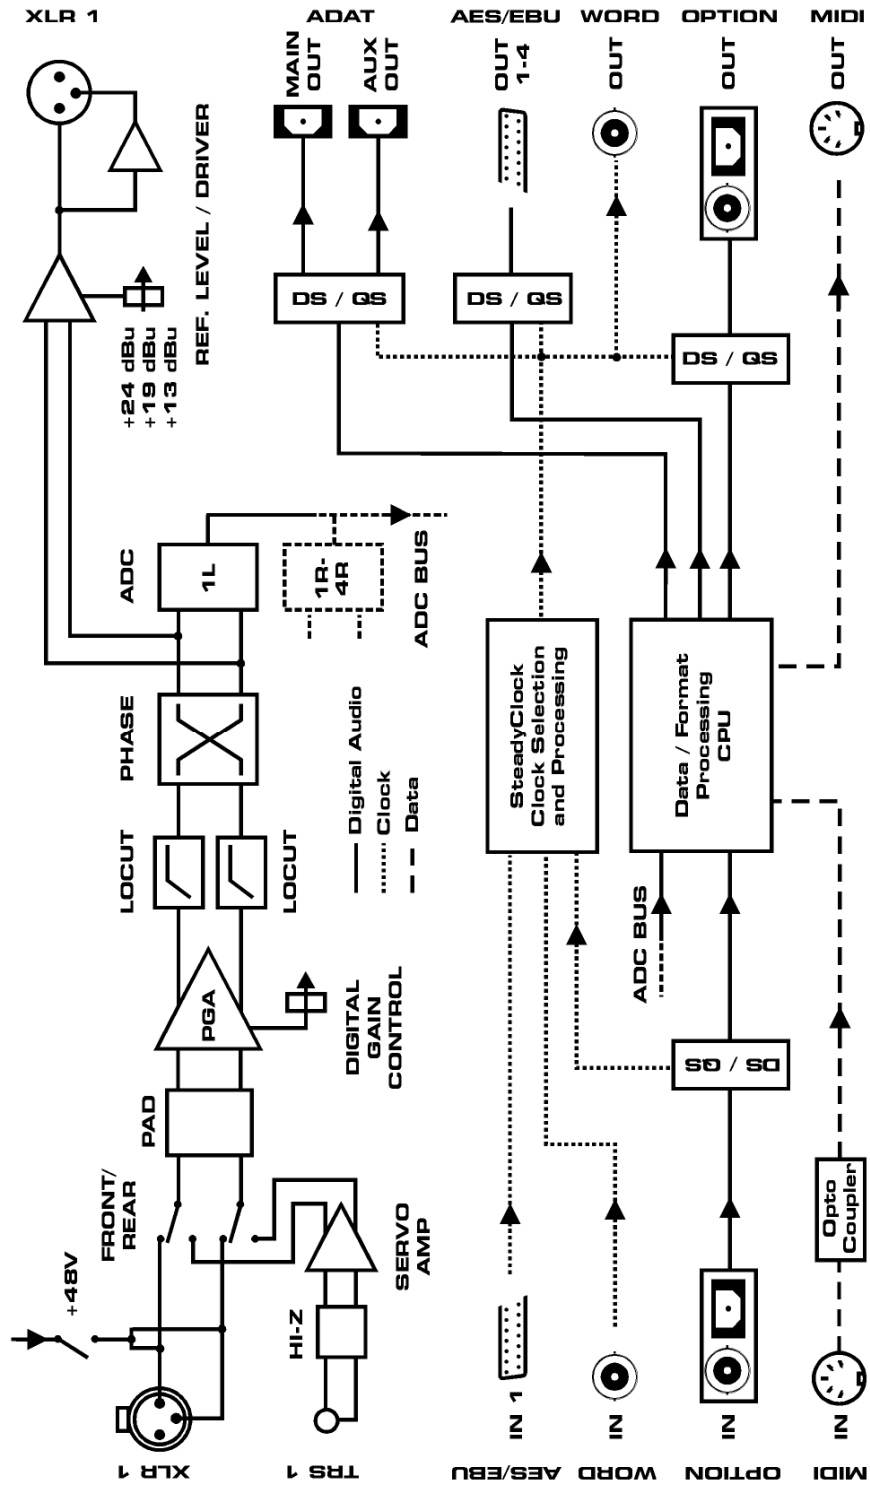 XLR 1
ADAT
AES/EBU
WORD
OPTION
MIDI
MAIN
OUT
AUX
OUT
OUT
1-4
OUT
OUT
OUT
REF. LEVEL / DRIVER
+24 dBu
+19 dBu
+13 dBu
DS / QS
DS / QS
DS / QS
ADC
1L
1R-
4R
ADC BUS
PHASE
Digital Audio
Clock
Data
SteadyClock
Clock Selection
and Processing
Data / Format
Processing
CPU
LOCUT
LOCUT
PGA
DIGITAL
GAIN
CONTROL
ADC BUS
DS / QS
PAD
FRONT/
REAR
SERVO
AMP
Opto
Coupler
+48V
HI-Z
IN 1
IN
IN
IN
XLR 1
TRS 1
AES/EBU
WORD
OPTION
MIDI